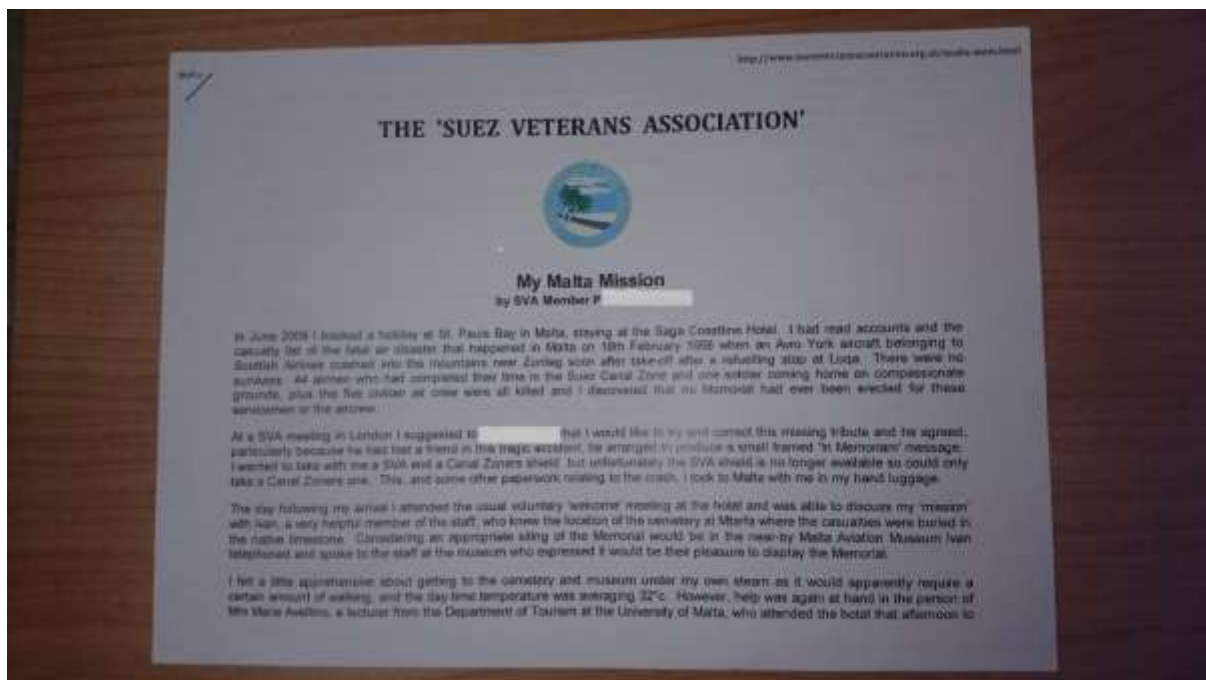 http://www.suezveteransassociation.org.uk/malta-mem.html
Malta
THE 'SUEZ VETERANS ASSOCIATION'
My Malta Mission
by SVA Member P
In June 2009 I booked a holiday at St. Pauls Bay in Malta, staying at the Saga Coastline Hotel. I had read accounts and the
casualty list of the fatal air disaster that happened in Malta on 18th February 1956 when an Avro York aircraft belonging to
Scottish Airlines crashed into the mountains near Zurrieq soon after take-off after a refuelling stop at Luqa. There were no
survivors. 44 airmen who had completed their time in the Suez Canal Zone and one soldier coming home on compassionate
grounds, plus the five civilian air crew were all killed and I discovered that no Memorial had ever been erected for these
servicemen or the aircrew.
At a SVA meeting in London I suggested to that I would like to try and correct this missing tribute and he agreed,
particularly because he had lost a friend in this tragic accident, he arranged to produce a small framed 'In Memoriam' message.
I wanted to take with me a SVA and a Canal Zoners shield, but unfortunately the SVA shield is no longer available so could only
take a Canal Zoners one. This, and some other paperwork relating to the crash, I took to Malta with me in my hand luggage.
The day following my arrival I attended the usual voluntary 'welcome' meeting at the hotel and was able to discuss my 'mission'
with Ivan, a very helpful member of the staff, who knew the location of the cemetery at Mtarfa where the casualties were buried in
the native limestone. Considering an appropriate siting of the Memorial would be in the near-by Malta Aviation Museum Ivan
telephoned and spoke to the staff at the museum who expressed it would be their pleasure to display the Memorial.
I felt a little apprehensive about getting to the cemetery and museum under my own steam as it would apparently require a
certain amount of walking, and the day time temperature was averaging 32°c. However, help was again at hand in the person of
Mrs Marie Avellino, a lecturer from the Department of Tourism at the University of Malta, who attended the hotel that afternoon to